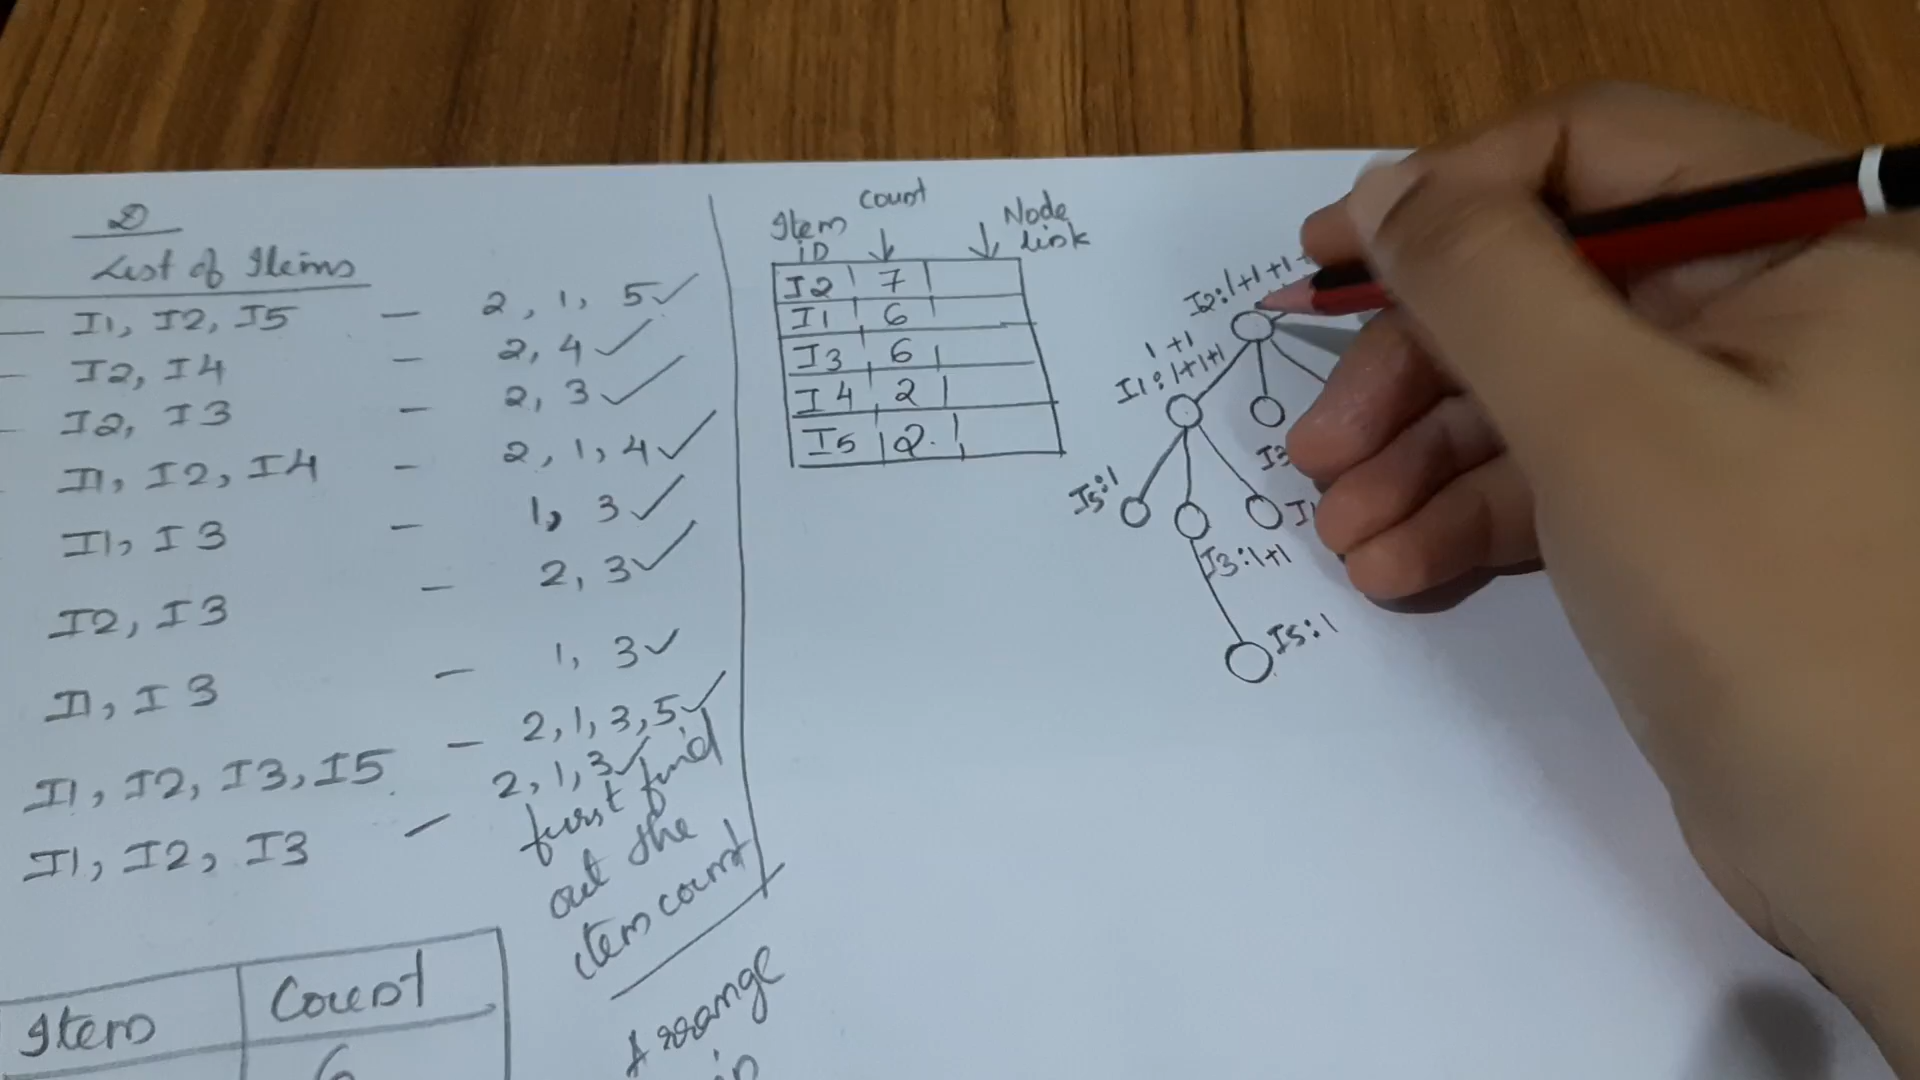 D
List of Items
I1, I2, I5 - 2, 1, 5 ✓
I2, I4 - 2, 4 ✓
I2, I3 - 2, 3 ✓
I1, I2, I4 - 2, 1, 4 ✓
I1, I3 - 1, 3 ✓
I2, I3 - 2, 3 ✓
I1, I3 - 1, 3 ✓
I1, I2, I3, I5 - 2, 1, 3, 5 ✓
I1, I2, I3 - 2, 1, 3 ✓
first find
out the
item count
Arrange
in
Item Count
6
Item ID count Node link
I2 7
I1 6
I3 6
I4 2
I5 2
I2:1+1+1+
1+1
I1:1+1+1
I3
I5:1
I3:1+1
I5:1